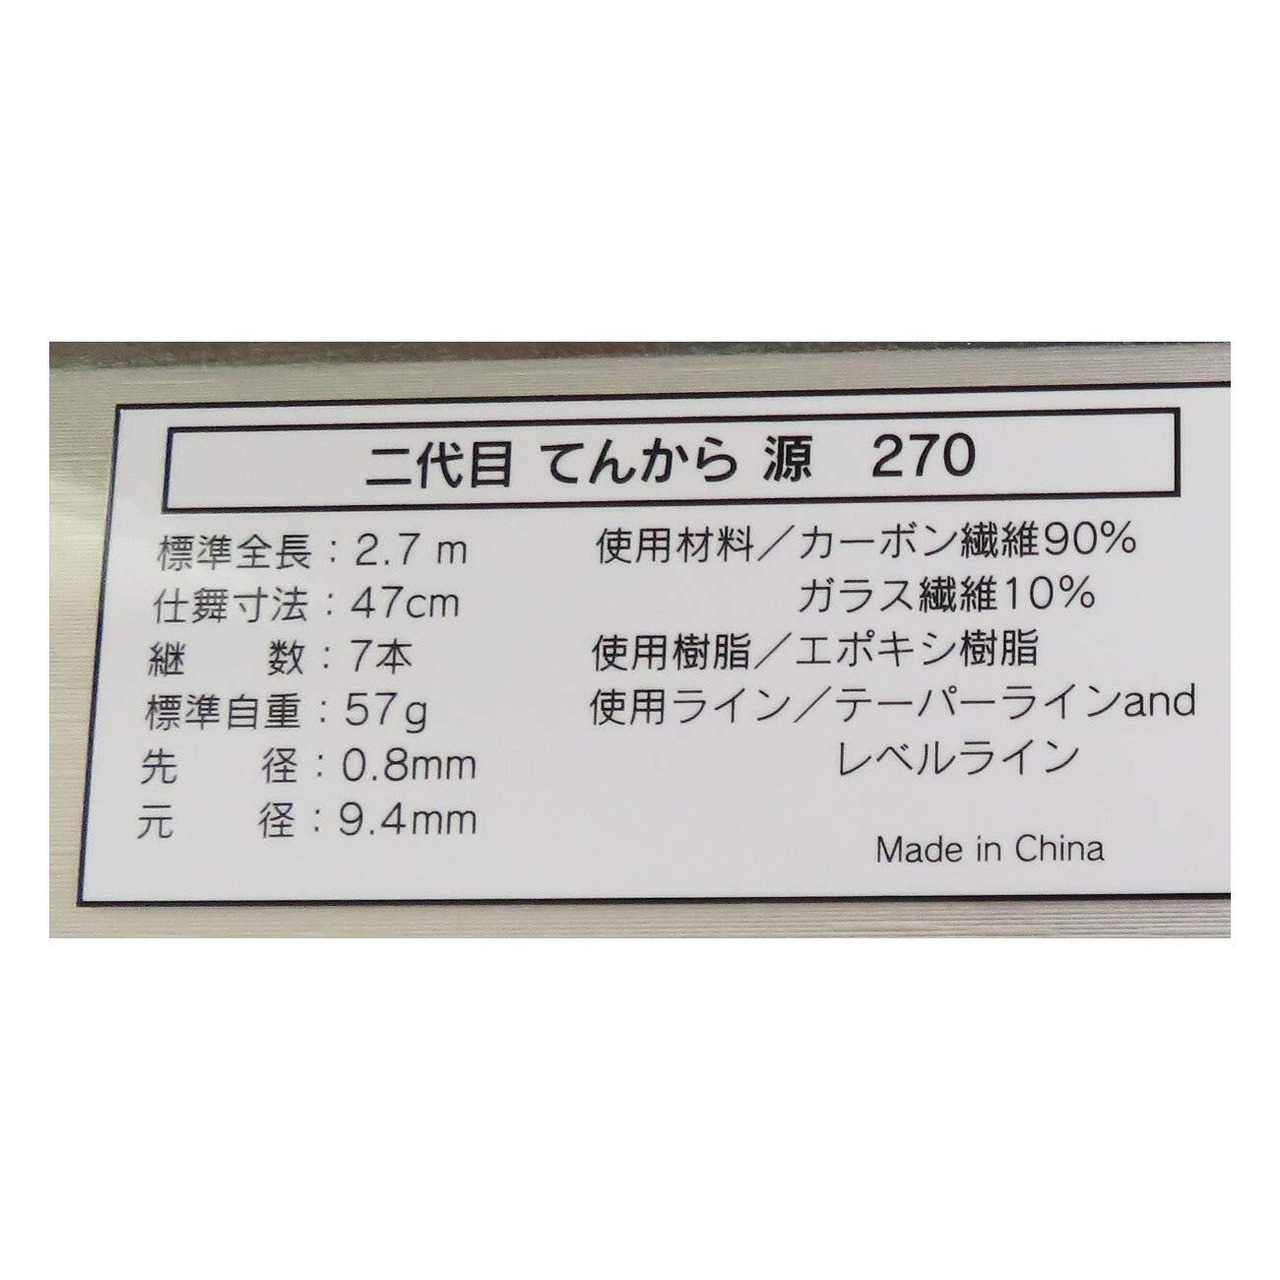 二代目 てんから 源　270
標準全長：2.7 m
仕舞寸法：47cm
継　　数：7本
標準自重：57g
先　　径：0.8mm
元　　径：9.4mm
使用材料／カーボン繊維90%
ガラス繊維10%
使用樹脂／エポキシ樹脂
使用ライン／テーパーラインand
レベルライン
Made in China